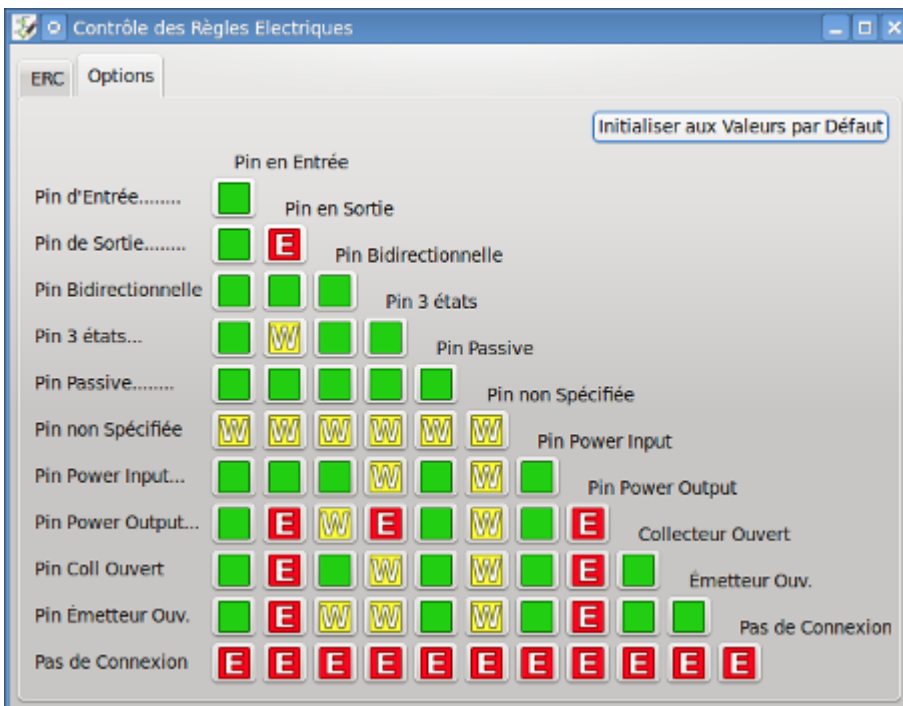 Contrôle des Règles Electriques
ERC Options
Initialiser aux Valeurs par Défaut
Pin en Entrée
Pin d'Entrée........
Pin en Sortie
Pin de Sortie........ E
Pin Bidirectionnelle
Pin Bidirectionnelle
Pin 3 états
Pin 3 états... W
Pin Passive
Pin Passive........
Pin non Spécifiée
Pin non Spécifiée W W W W W W
Pin Power Input
Pin Power Input... W W
Pin Power Output
Pin Power Output... E W E W E
Collecteur Ouvert
Pin Coll Ouvert E W W E
Émetteur Ouv.
Pin Émetteur Ouv. E W W W E
Pas de Connexion
Pas de Connexion E E E E E E E E E E E